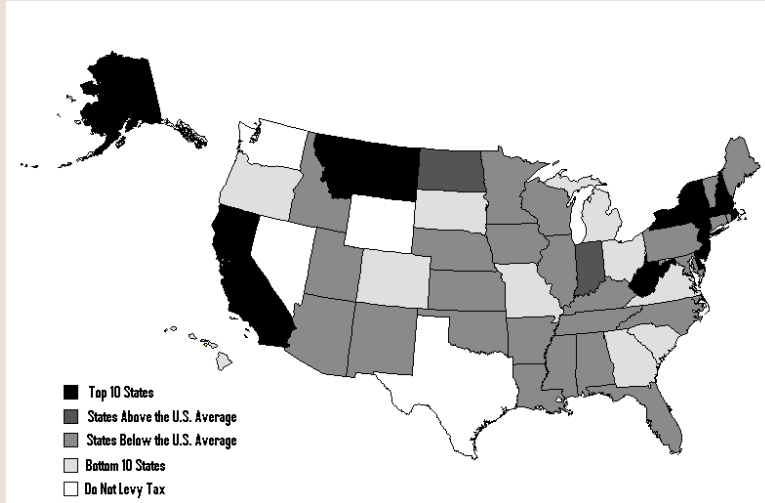 Top 10 States
States Above the U.S. Average
States Below the U.S. Average
Bottom 10 States
Do Not Levy Tax